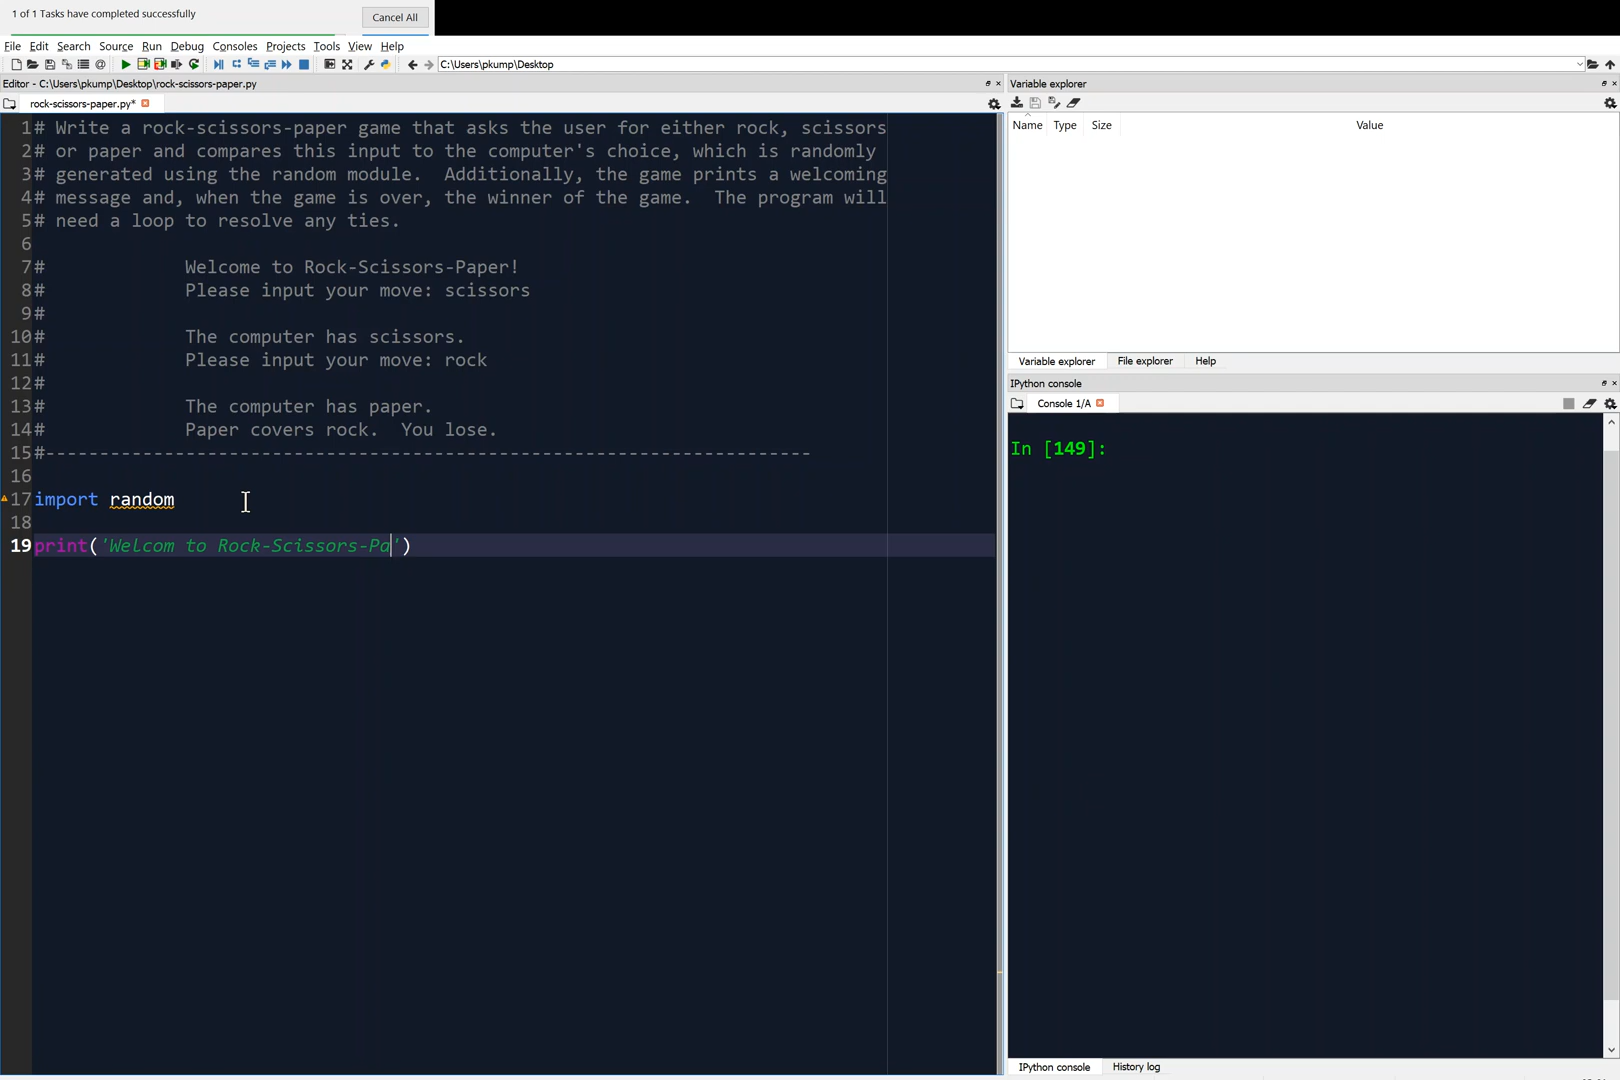 1 of 1 Tasks have completed successfully
Cancel All
File Edit Search Source Run Debug Consoles Projects Tools View Help
C:\Users\pkump\Desktop
Editor - C:\Users\pkump\Desktop\rock-scissors-paper.py
rock-scissors-paper.py*
1# Write a rock-scissors-paper game that asks the user for either rock, scissors
2# or paper and compares this input to the computer's choice, which is randomly
3# generated using the random module.  Additionally, the game prints a welcoming
4# message and, when the game is over, the winner of the game.  The program will
5# need a loop to resolve any ties.
6
7#             Welcome to Rock-Scissors-Paper!
8#             Please input your move: scissors
9#
10#             The computer has scissors.
11#             Please input your move: rock
12#
13#             The computer has paper.
14#             Paper covers rock.  You lose.
15#-----------------------------------------------------------------------
16
17import random
18
19print('Welcom to Rock-Scissors-Pa')
Variable explorer
Name Type Size Value
Variable explorer File explorer Help
IPython console
Console 1/A
In [149]:
IPython console History log